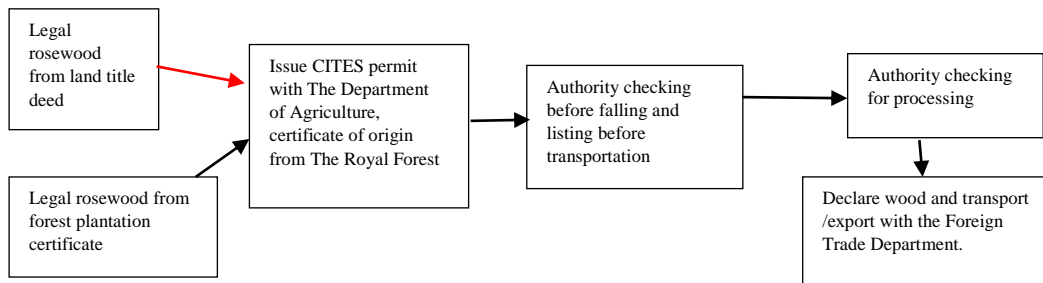 Legal
rosewood
from land title
deed
Legal rosewood from
forest plantation
certificate
Issue CITES permit
with The Department
of Agriculture,
certificate of origin
from The Royal Forest
Authority checking
before falling and
listing before
transportation
Authority checking
for processing
Declare wood and transport
/export with the Foreign
Trade Department.